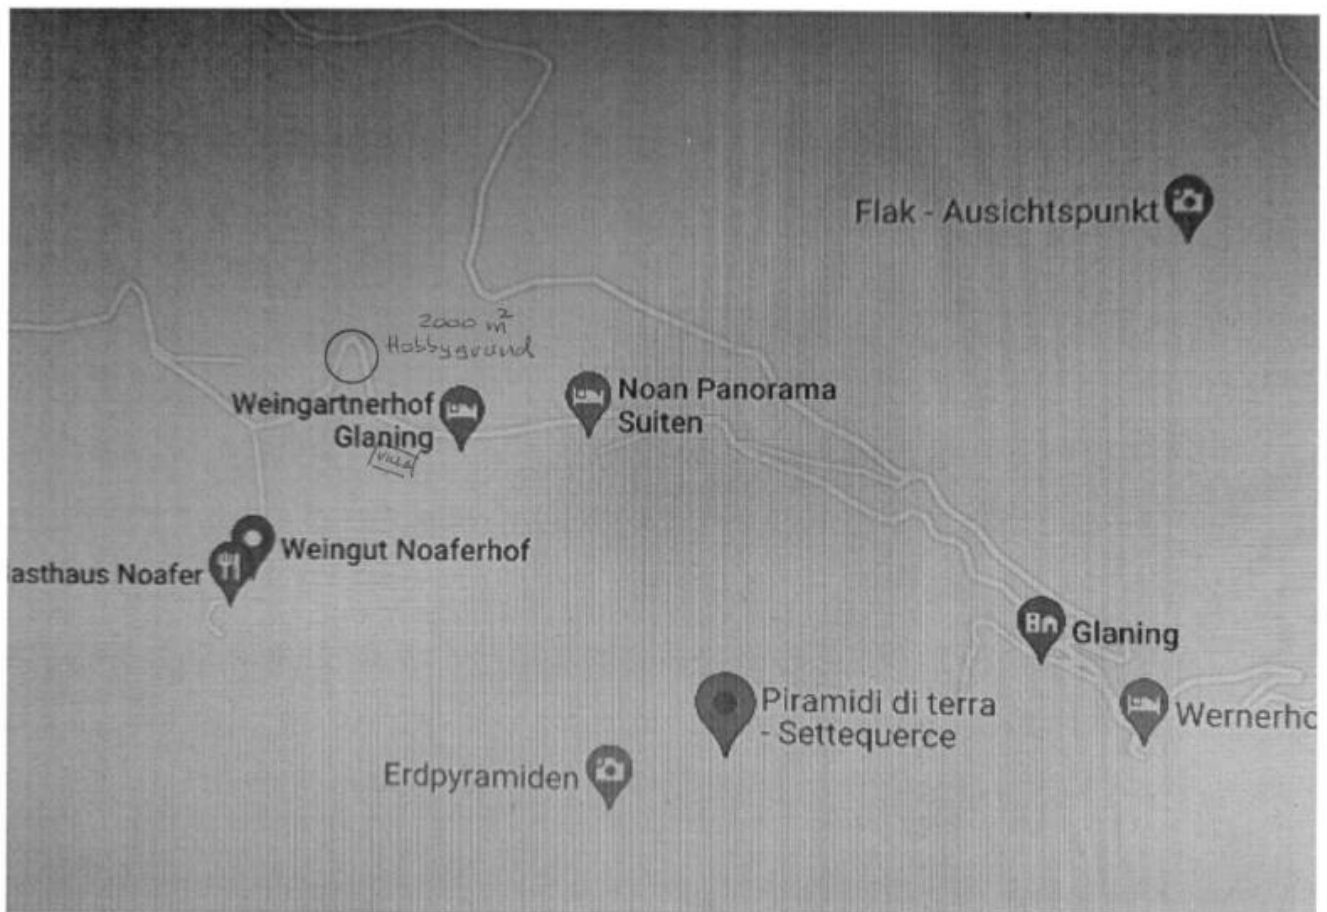 Flak - Ausichtspunkt
2000 m²
Hobbygrund
Weingartnerhof
Glaning
VILLA
Noan Panorama
Suiten
Weingut Noaferhof
asthaus Noafer
Glaning
Piramidi di terra
- Settequerce
Wernerho
Erdpyramiden